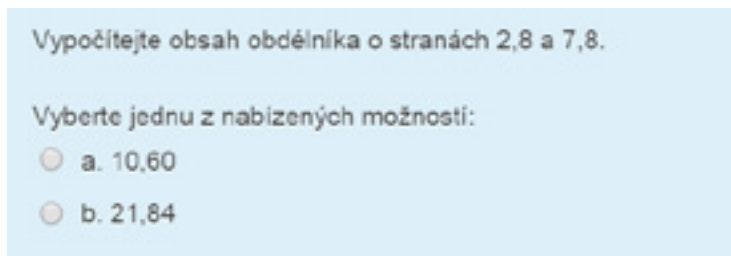 Vypočítejte obsah obdélníka o stranách 2,8 a 7,8.
Vyberte jednu z nabízených možností:
a. 10,60
b. 21,84